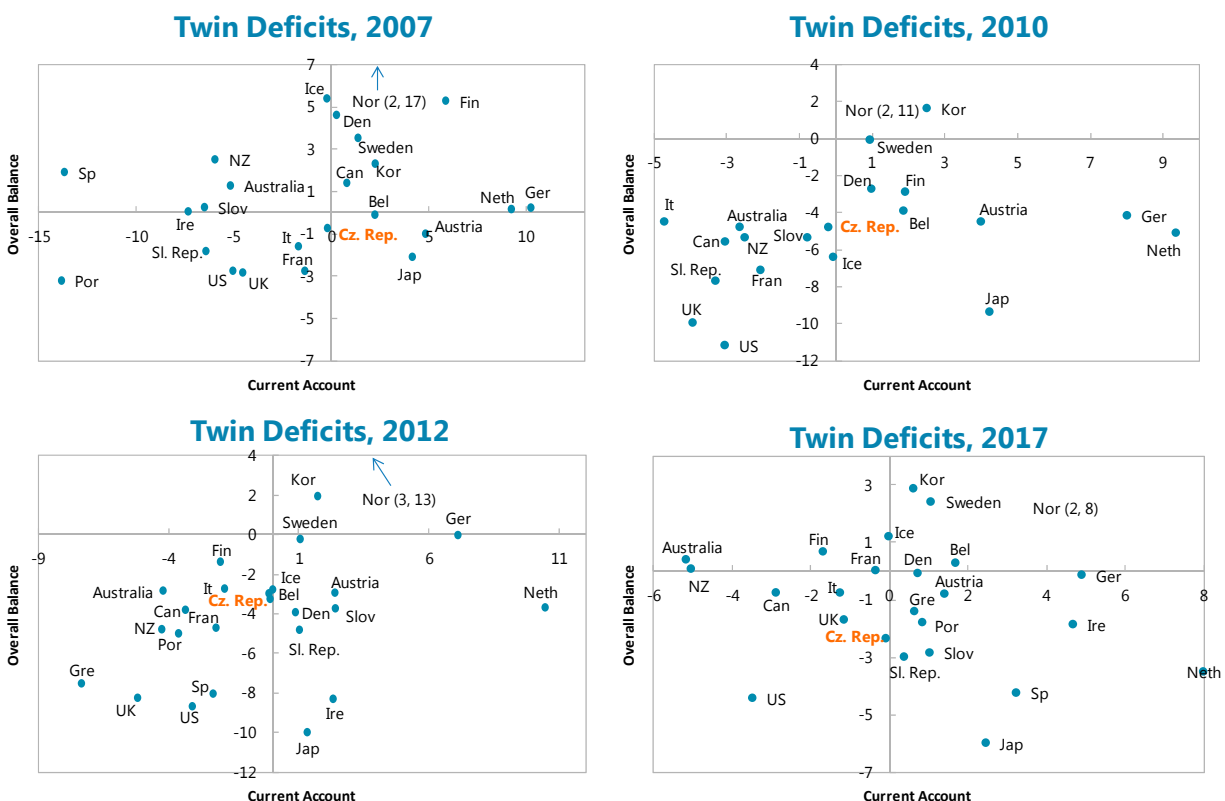 Twin Deficits, 2007
7
Ice
5
Nor (2, 17)
Fin
Den
3
Sweden
NZ
Kor
Sp
Can
Australia
1
Bel
Neth
Ger
Slov
Ire
-15
-10
-5
0
5
10
-1
Cz. Rep.
Austria
It
Sl. Rep.
Fran
Jap
US
UK
-3
Por
-5
-7
Overall Balance
Current Account
Twin Deficits, 2010
4
2
Nor (2, 11)
Kor
0
Sweden
-5
-3
-1
1
3
5
7
9
-2
Den
Fin
It
Australia
-4
Cz. Rep.
Bel
Austria
Ger
Can
NZ
Slov
Neth
-6
Ice
Sl. Rep.
Fran
-8
UK
Jap
-10
US
-12
Overall Balance
Current Account
Twin Deficits, 2012
4
Kor
2
Nor (3, 13)
Sweden
Ger
0
-9
-4
6
11
Fin
-2
Ice
Australia
It
Cz. Rep.
Bel
Austria
Neth
Can
Fran
-4
Den
Slov
NZ
Por
Sl. Rep.
-6
Gre
Sp
-8
UK
US
Ire
-10
Jap
-12
Overall Balance
Current Account
Twin Deficits, 2017
3
Kor
Sweden
Nor (2, 8)
Ice
Australia
Fin
1
Fran
Den
Bel
Ger
-6
-4
-2
0
2
4
6
8
NZ
Can
It
Austria
-1
Gre
UK
Por
Ire
Cz. Rep.
Slov
-3
Sl. Rep.
Neth
US
Sp
-5
Jap
-7
Overall Balance
Current Account